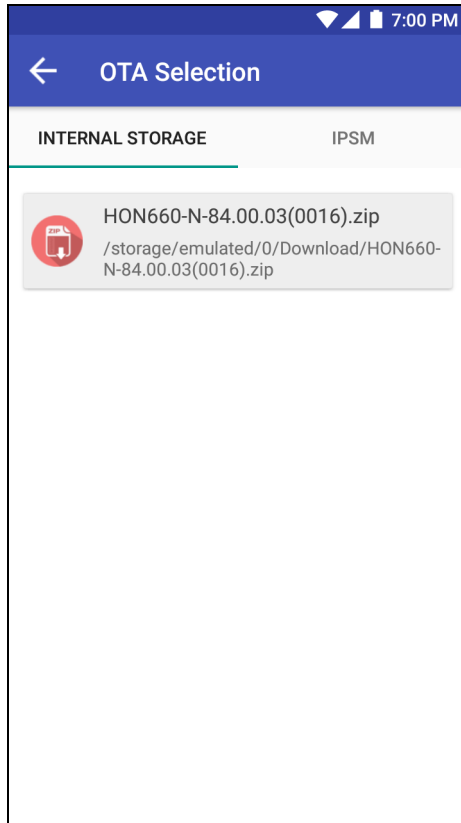 7:00 PM
OTA Selection
INTERNAL STORAGE
IPSM
ZIP
HON660-N-84.00.03(0016).zip
/storage/emulated/0/Download/HON660-
N-84.00.03(0016).zip